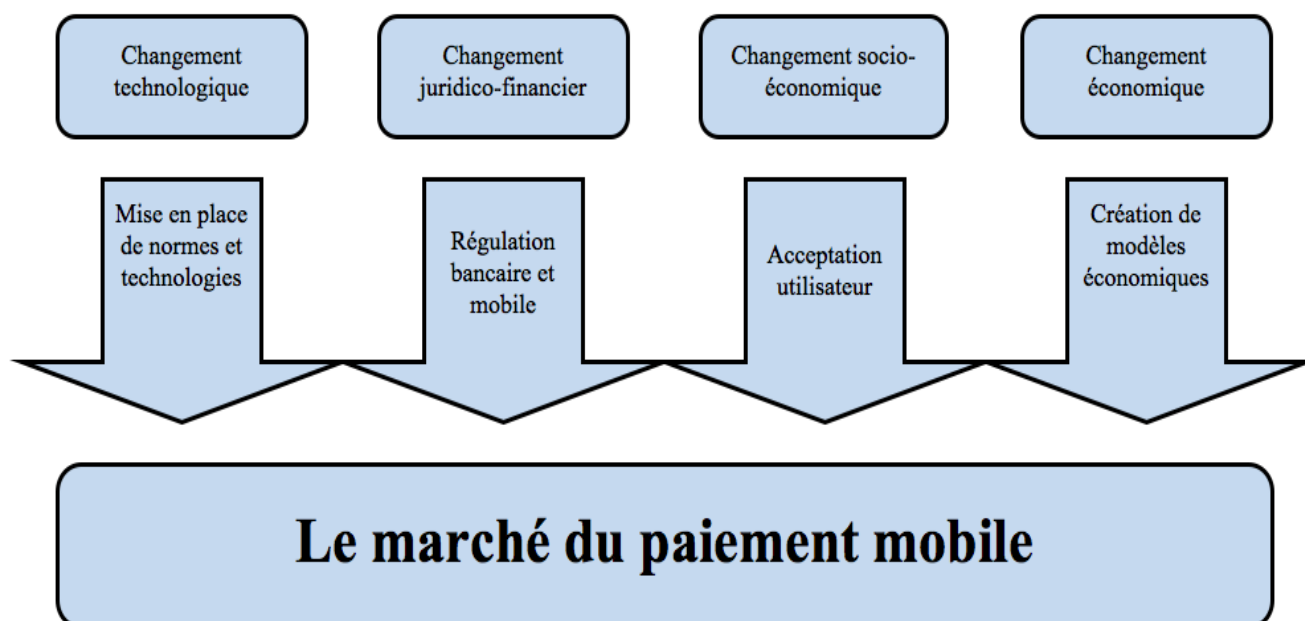 Changement
technologique
Changement
juridico-financier
Changement socio-
économique
Changement
économique
Mise en place
de normes et
technologies
Régulation
bancaire et
mobile
Acceptation
utilisateur
Création de
modèles
économiques
Le marché du paiement mobile